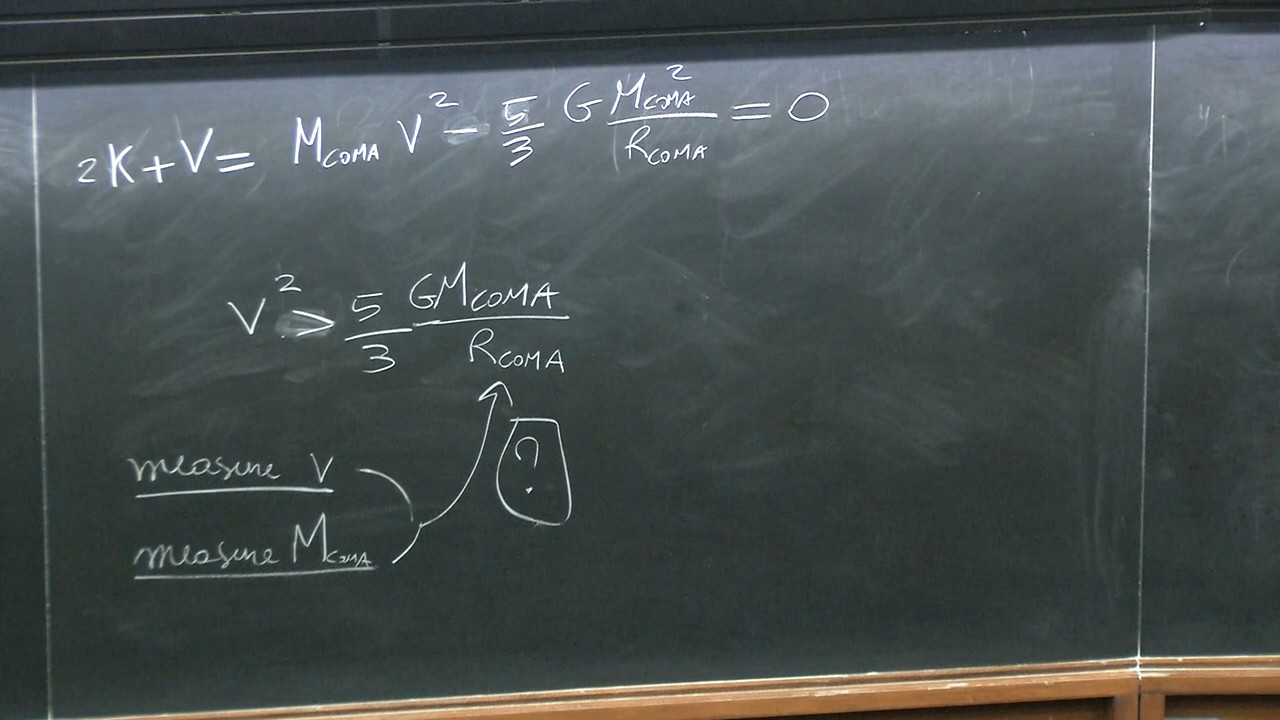 2K+V = M_COMA V² - 5/3 G M_COMA² / R_COMA = 0
V² > 5/3 G M_COMA / R_COMA
measure V
?
measure M_COMA